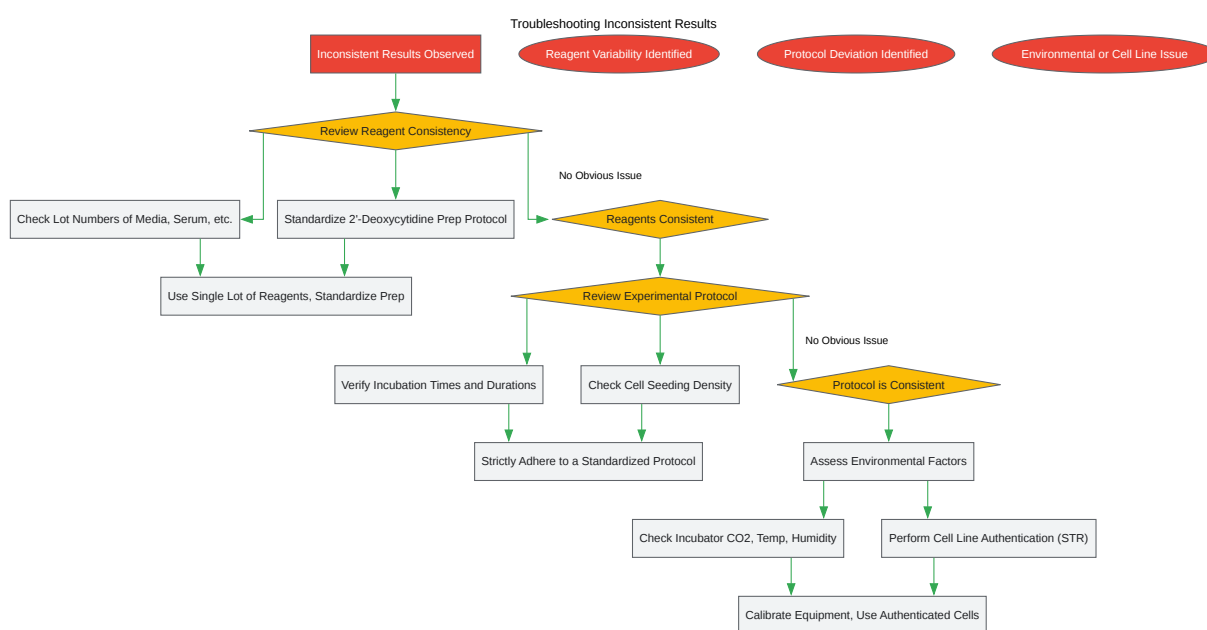 Troubleshooting Inconsistent Results
Inconsistent Results Observed
Reagent Variability Identified
Protocol Deviation Identified
Environmental or Cell Line Issue
Review Reagent Consistency
No Obvious Issue
Check Lot Numbers of Media, Serum, etc.
Standardize 2'-Deoxycytidine Prep Protocol
Reagents Consistent
Use Single Lot of Reagents, Standardize Prep
Review Experimental Protocol
No Obvious Issue
Verify Incubation Times and Durations
Check Cell Seeding Density
Protocol is Consistent
Strictly Adhere to a Standardized Protocol
Assess Environmental Factors
Check Incubator CO2, Temp, Humidity
Perform Cell Line Authentication (STR)
Calibrate Equipment, Use Authenticated Cells